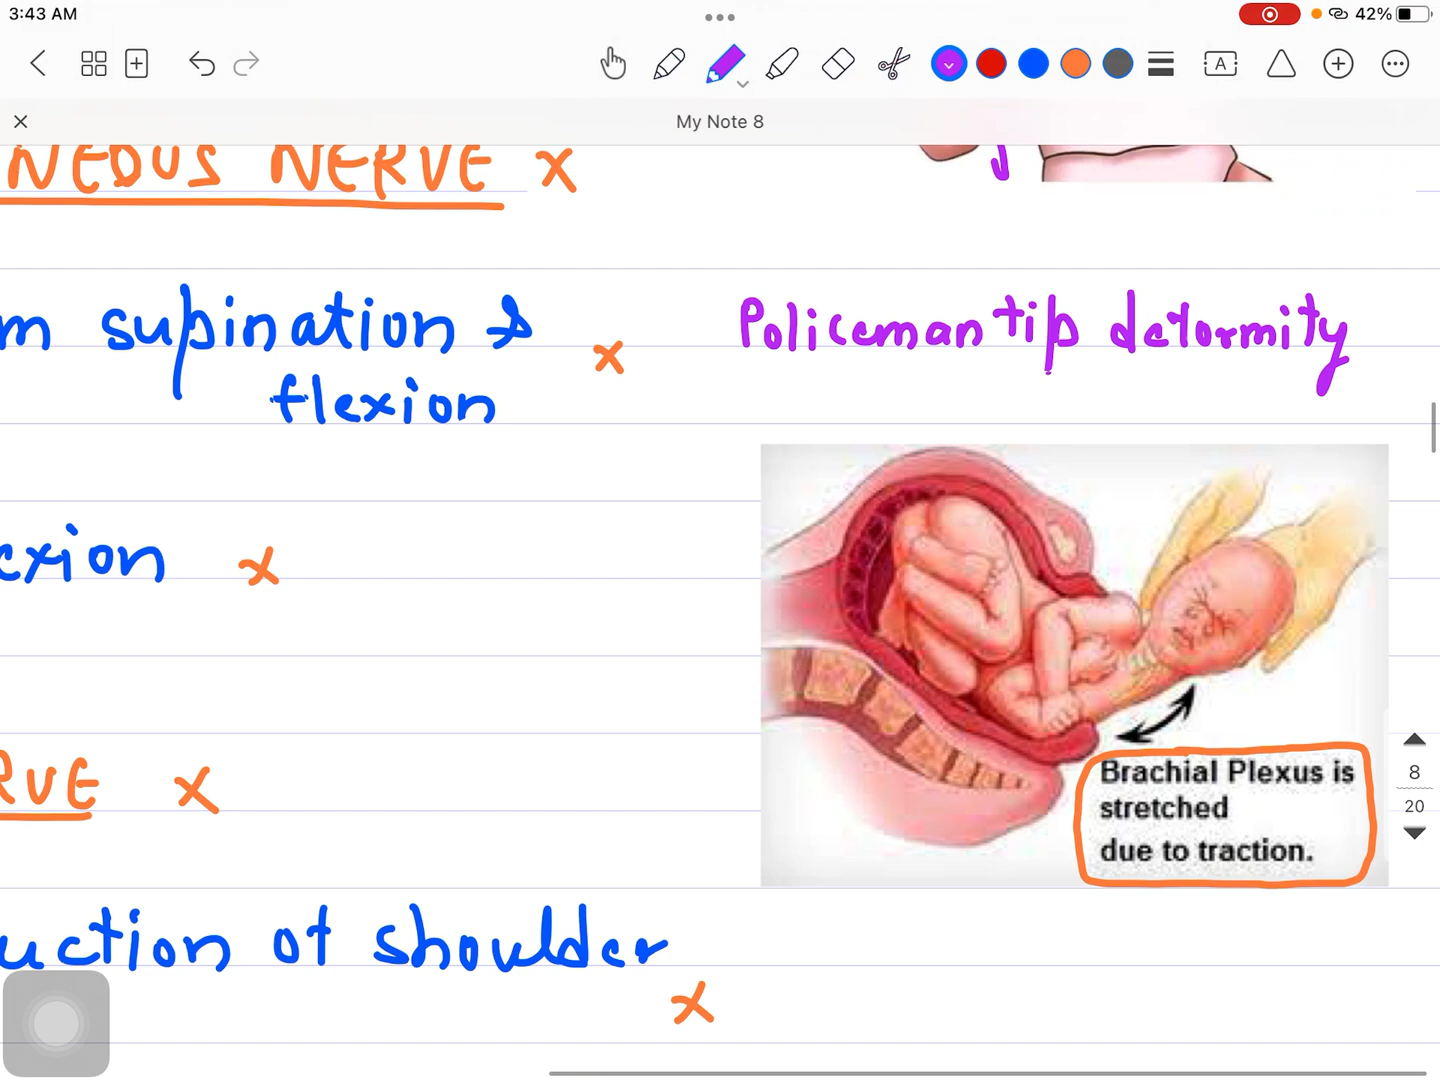 3:43 AM
42%
A
My Note 8
NEOUS NERVE x
m supination &
flexion x
Policeman tip deformity
exion x
RVE x
Brachial Plexus is
stretched
due to traction.
8
20
uction of shoulder
x